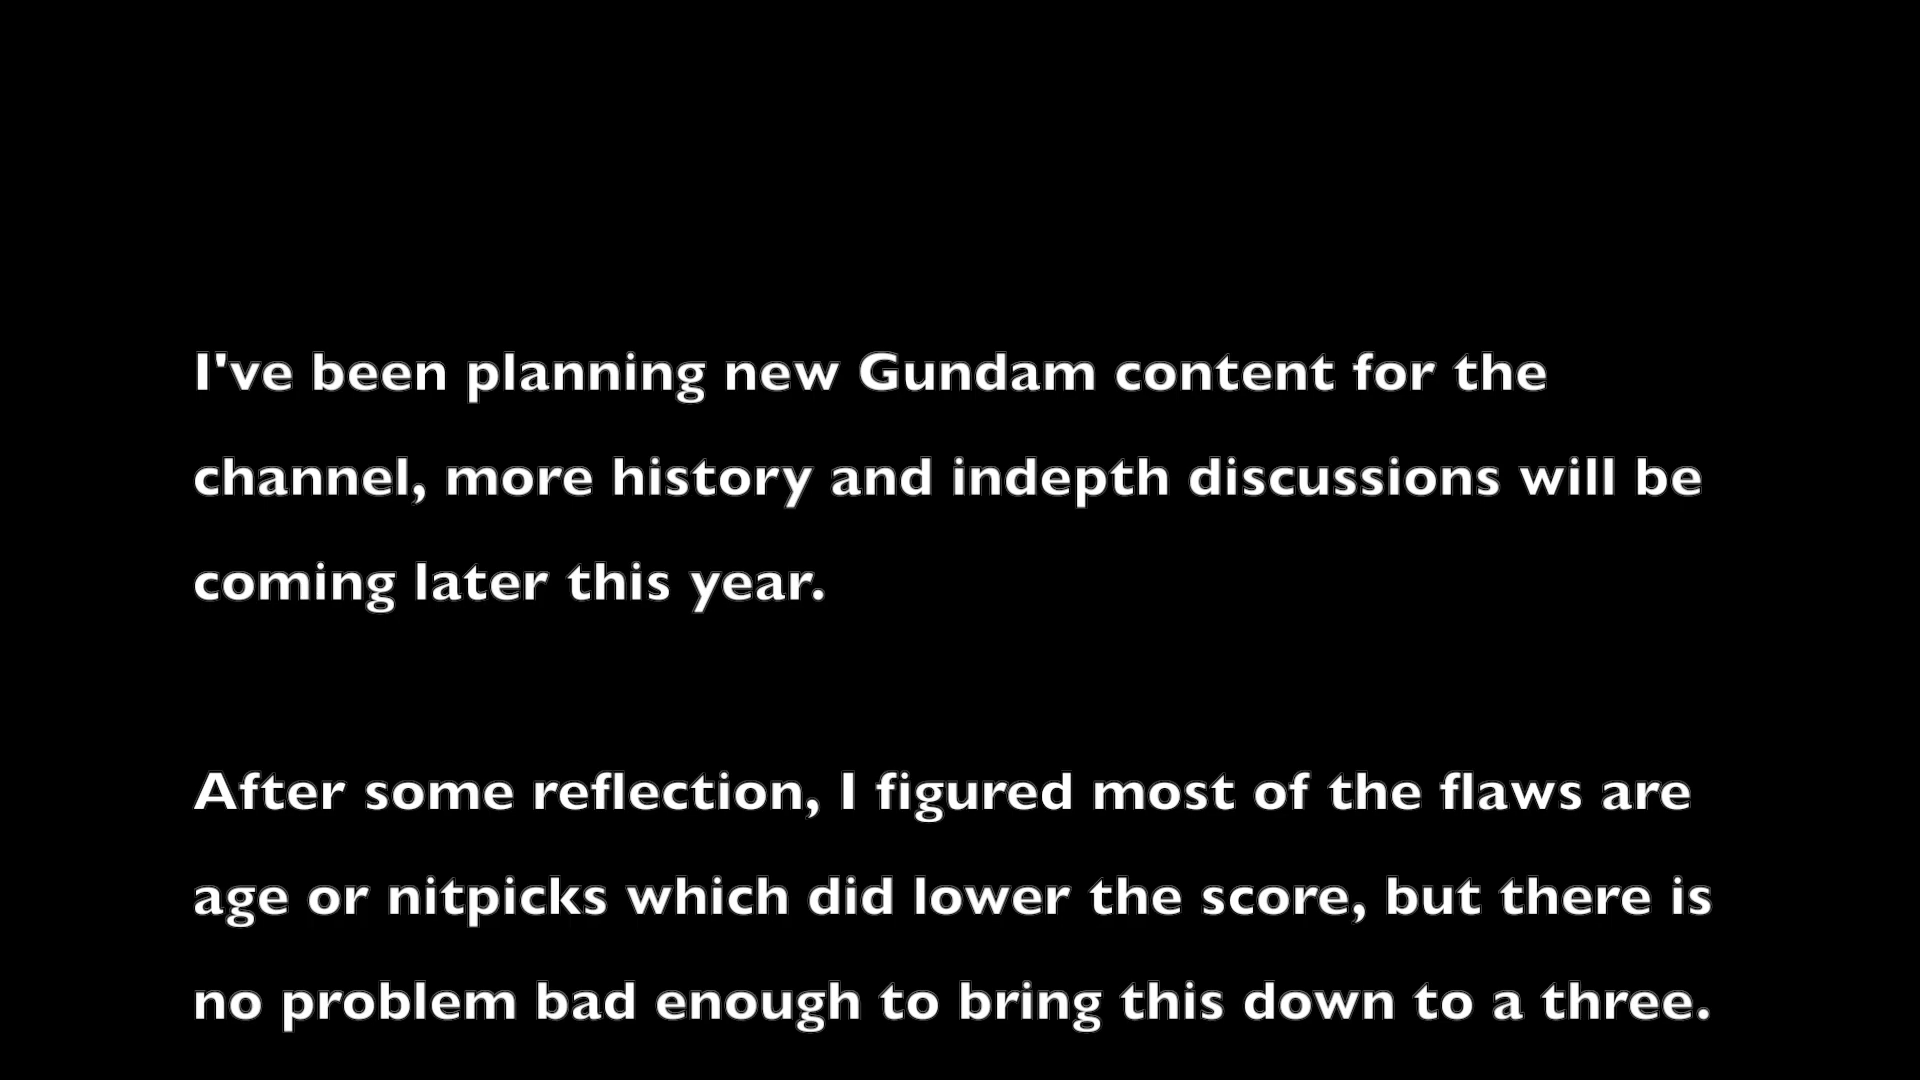 I've been planning new Gundam content for the
channel, more history and indepth discussions will be
coming later this year.
After some reflection, I figured most of the flaws are
age or nitpicks which did lower the score, but there is
no problem bad enough to bring this down to a three.